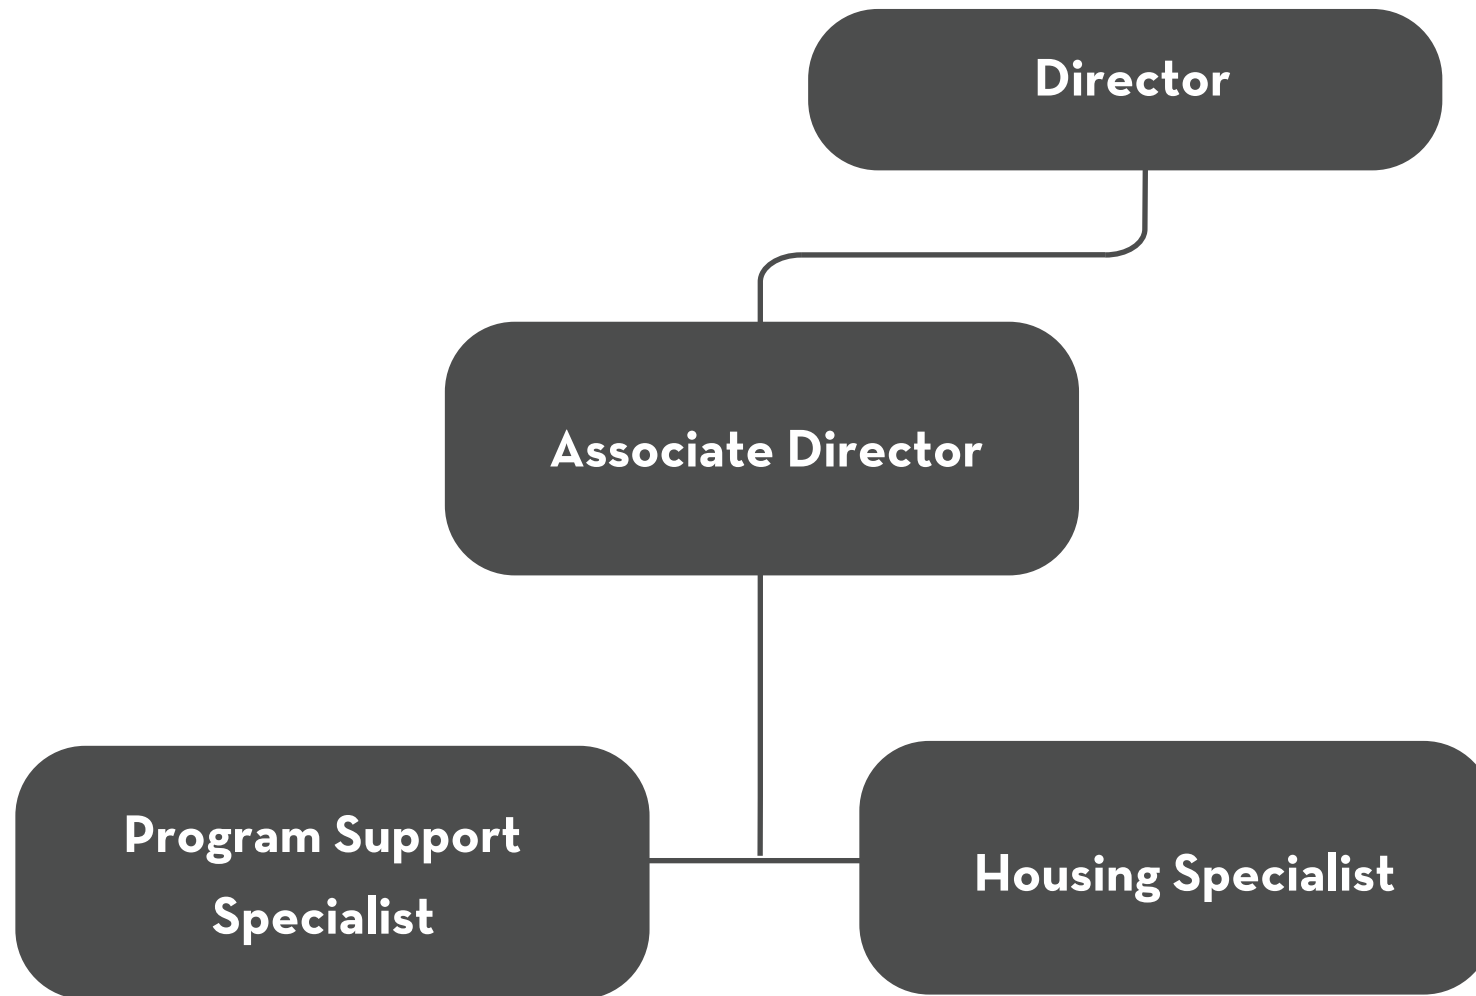 Director
Associate Director
Program Support
Specialist
Housing Specialist